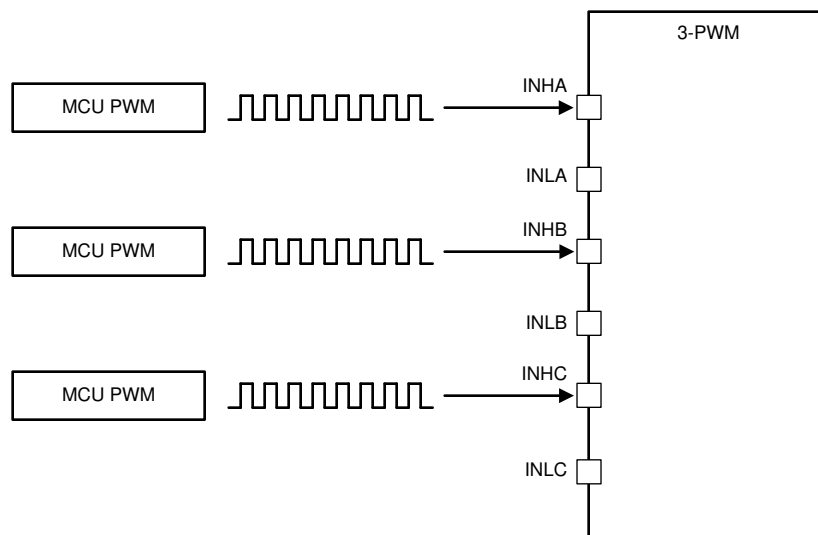 3-PWM
INHA
MCU PWM
INLA
INHB
MCU PWM
INLB
INHC
MCU PWM
INLC